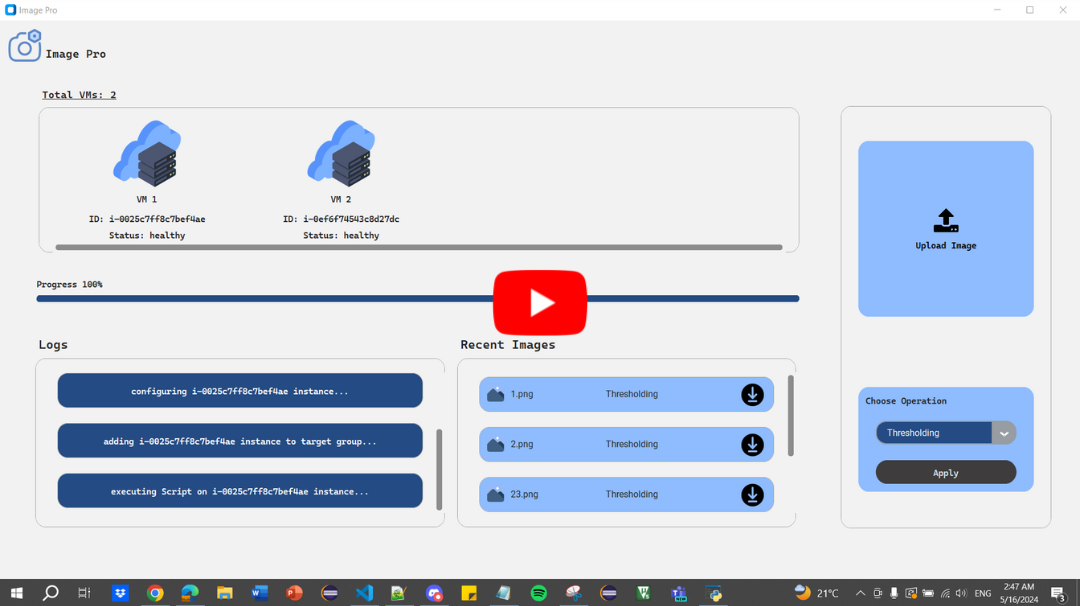 Image Pro
Image Pro
Total VMs: 2
VM 1
ID: i-0025c7ff8c7bef4ae
Status: healthy
VM 2
ID: i-0ef6f74543c8d27dc
Status: healthy
Upload Image
Progress 100%
Logs
configuring i-0025c7ff8c7bef4ae instance...
adding i-0025c7ff8c7bef4ae instance to target group...
executing Script on i-0025c7ff8c7bef4ae instance...
Recent Images
1.png Thresholding
2.png Thresholding
23.png Thresholding
Choose Operation
Thresholding
Apply
21°C
ENG
2:47 AM
5/16/2024
3